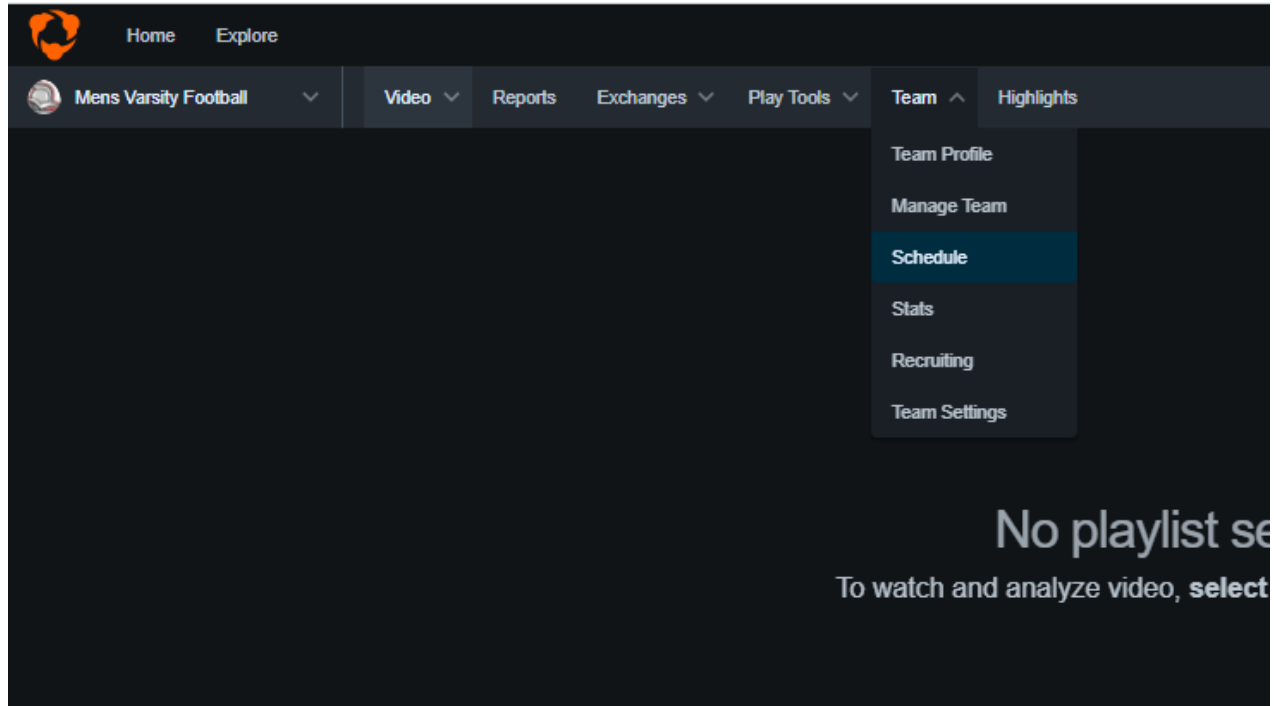 Home Explore
Mens Varsity Football Video Reports Exchanges Play Tools Team Highlights
Team Profile
Manage Team
Schedule
Stats
Recruiting
Team Settings
No playlist
To watch and analyze video, select